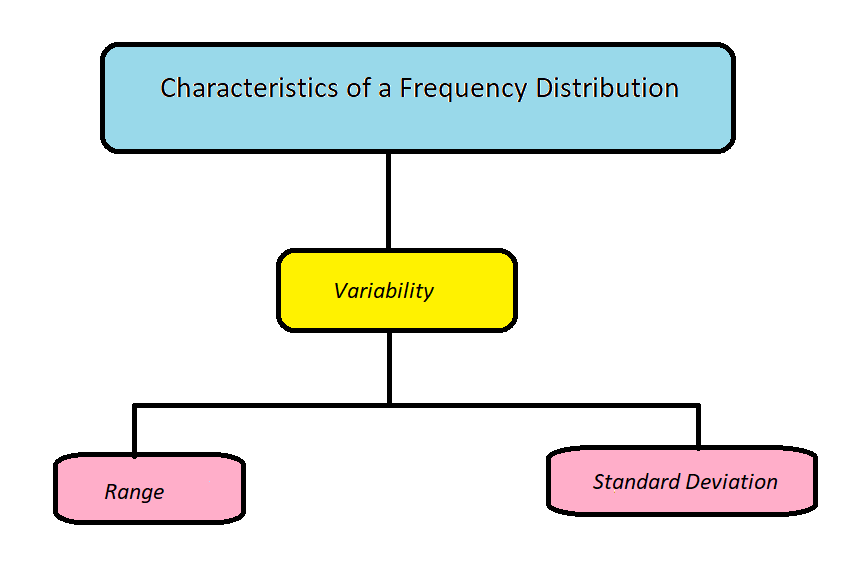 Characteristics of a Frequency Distribution
Variability
Range
Standard Deviation